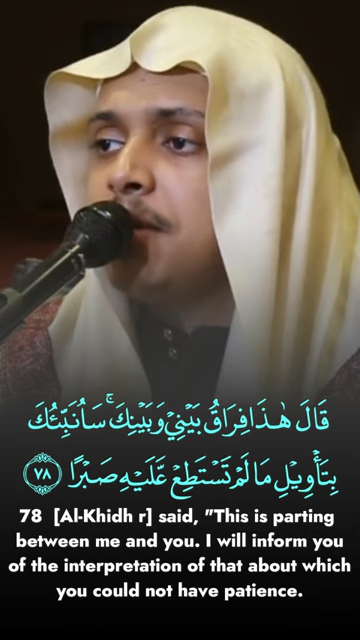 قَالَ هٰذَا فِرَاقُ بَيْنِيْ وَبَيْنِكَ ۚ سَاُنَبِّئُكَ
بِتَأْوِيْلِ مَا لَمْ تَسْتَطِعْ عَّلَيْهِ صَبْرًا ٧٨
78 [Al-Khidh r] said, "This is parting
between me and you. I will inform you
of the interpretation of that about which
you could not have patience.